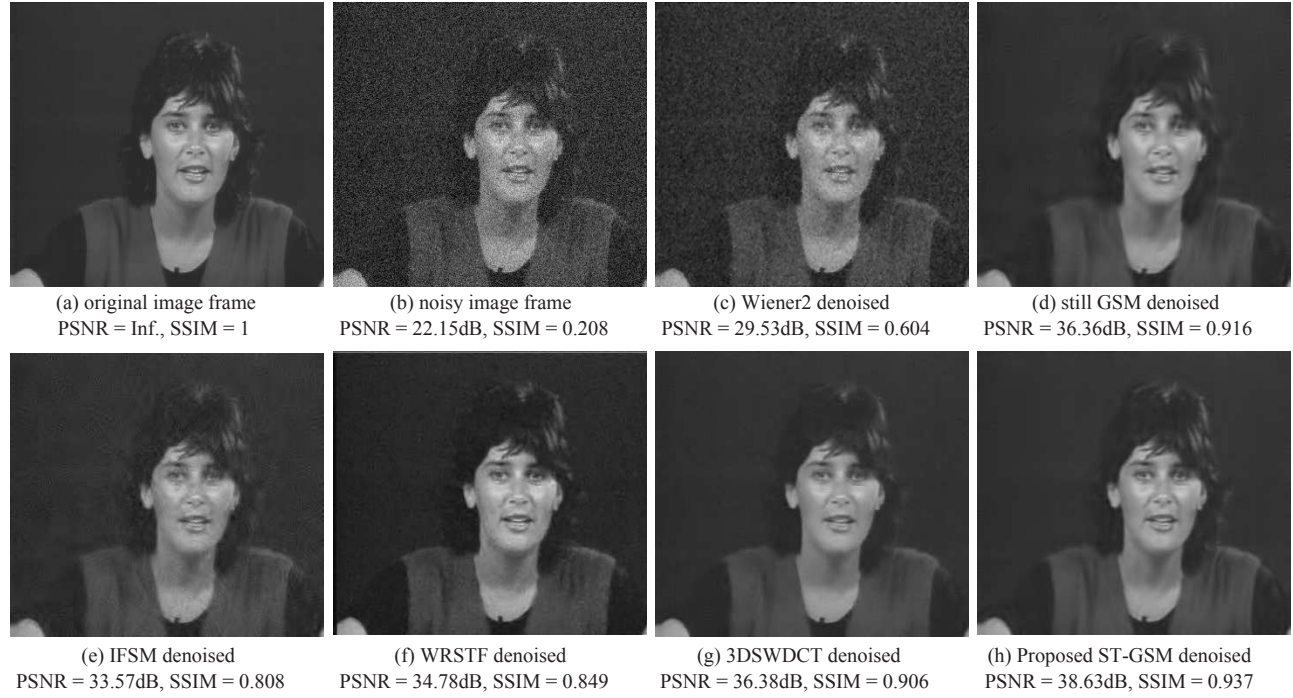 (a) original image frame
PSNR = Inf., SSIM = 1
(b) noisy image frame
PSNR = 22.15dB, SSIM = 0.208
(c) Wiener2 denoised
PSNR = 29.53dB, SSIM = 0.604
(d) still GSM denoised
PSNR = 36.36dB, SSIM = 0.916
(e) IFSM denoised
PSNR = 33.57dB, SSIM = 0.808
(f) WRSTF denoised
PSNR = 34.78dB, SSIM = 0.849
(g) 3DSWDCT denoised
PSNR = 36.38dB, SSIM = 0.906
(h) Proposed ST-GSM denoised
PSNR = 38.63dB, SSIM = 0.937